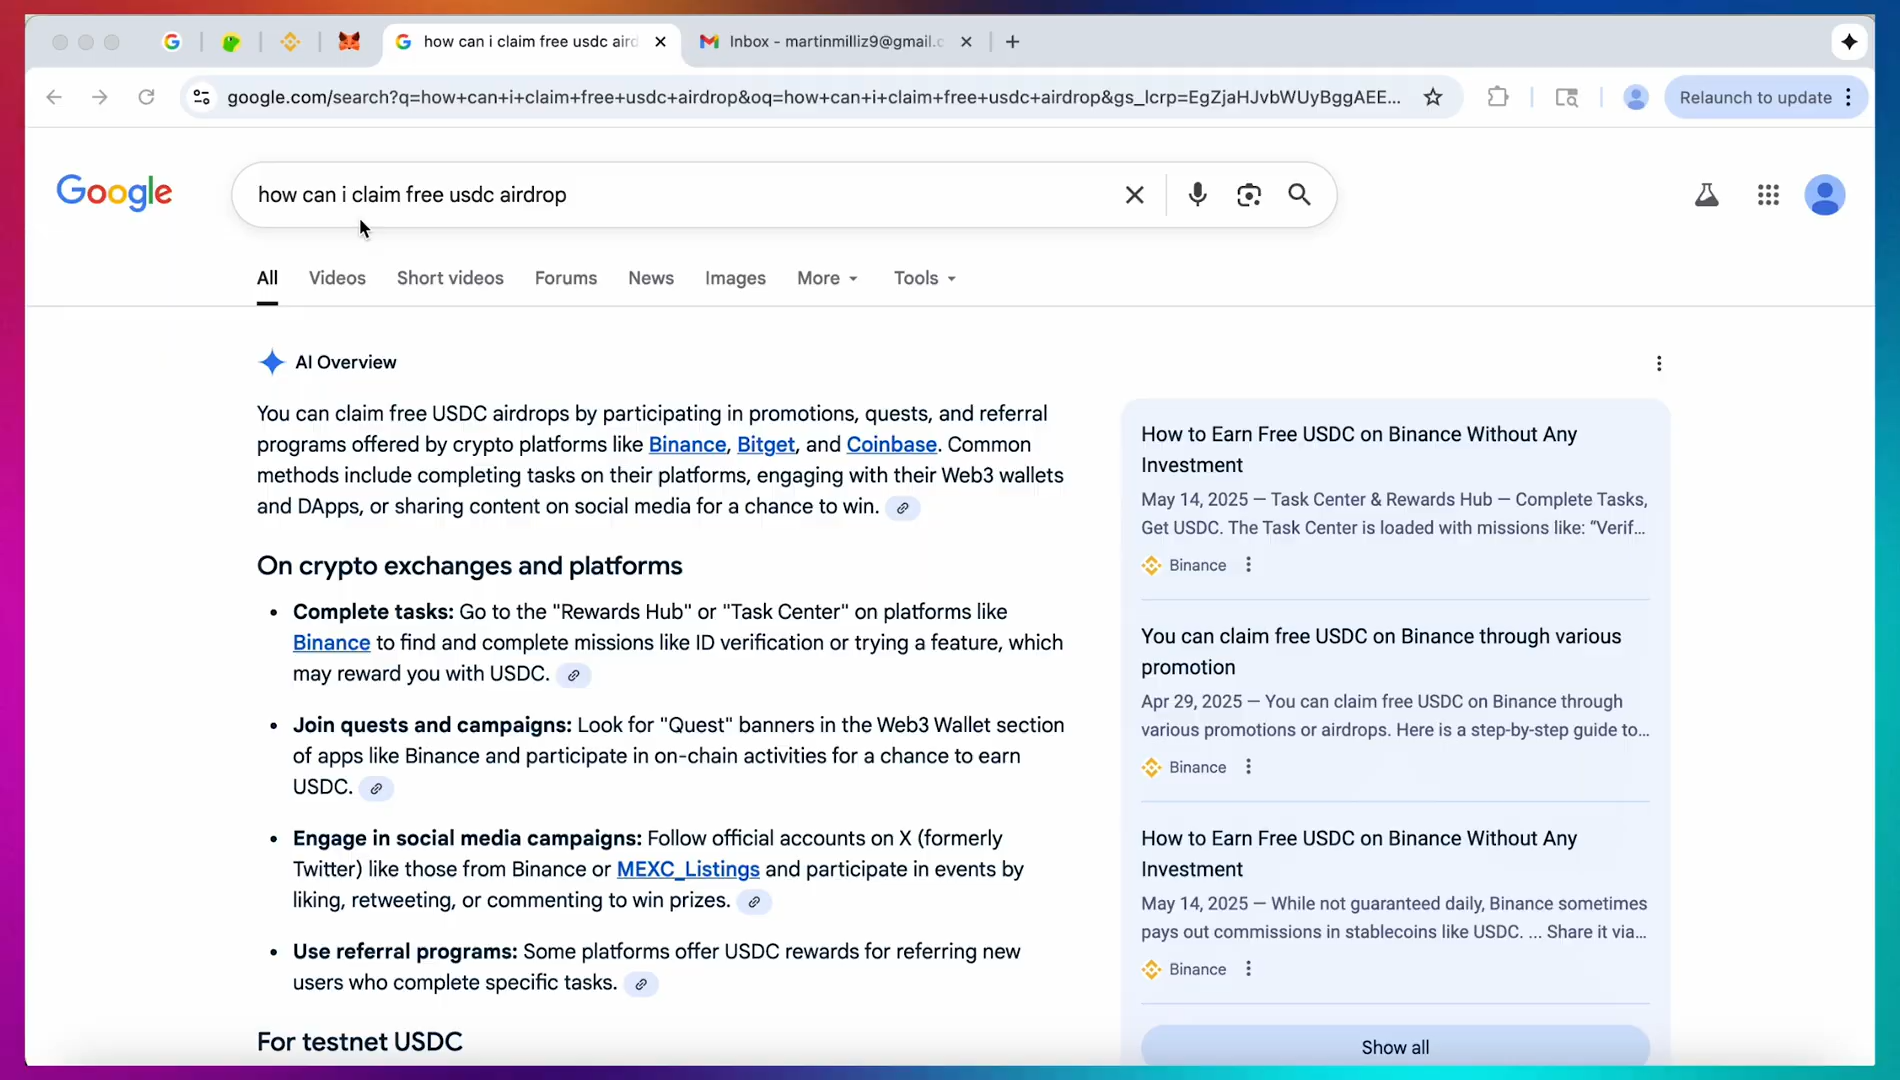 how can i claim free usdc aird
Inbox - martinmilliz9@gmail.c
google.com/search?q=how+can+i+claim+free+usdc+airdrop&oq=how+can+i+claim+free+usdc+airdrop&gs_lcrp=EgZjaHJvbWUyBggAEE...
Relaunch to update
Google
how can i claim free usdc airdrop
All
Videos
Short videos
Forums
News
Images
More
Tools
AI Overview
You can claim free USDC airdrops by participating in promotions, quests, and referral
programs offered by crypto platforms like Binance, Bitget, and Coinbase. Common
methods include completing tasks on their platforms, engaging with their Web3 wallets
and DApps, or sharing content on social media for a chance to win.
On crypto exchanges and platforms
• Complete tasks: Go to the "Rewards Hub" or "Task Center" on platforms like
Binance to find and complete missions like ID verification or trying a feature, which
may reward you with USDC.
• Join quests and campaigns: Look for "Quest" banners in the Web3 Wallet section
of apps like Binance and participate in on-chain activities for a chance to earn
USDC.
• Engage in social media campaigns: Follow official accounts on X (formerly
Twitter) like those from Binance or MEXC_Listings and participate in events by
liking, retweeting, or commenting to win prizes.
• Use referral programs: Some platforms offer USDC rewards for referring new
users who complete specific tasks.
For testnet USDC
How to Earn Free USDC on Binance Without Any
Investment
May 14, 2025 — Task Center & Rewards Hub — Complete Tasks,
Get USDC. The Task Center is loaded with missions like: “Verif...
Binance
You can claim free USDC on Binance through various
promotion
Apr 29, 2025 — You can claim free USDC on Binance through
various promotions or airdrops. Here is a step-by-step guide to...
Binance
How to Earn Free USDC on Binance Without Any
Investment
May 14, 2025 — While not guaranteed daily, Binance sometimes
pays out commissions in stablecoins like USDC. ... Share it via...
Binance
Show all